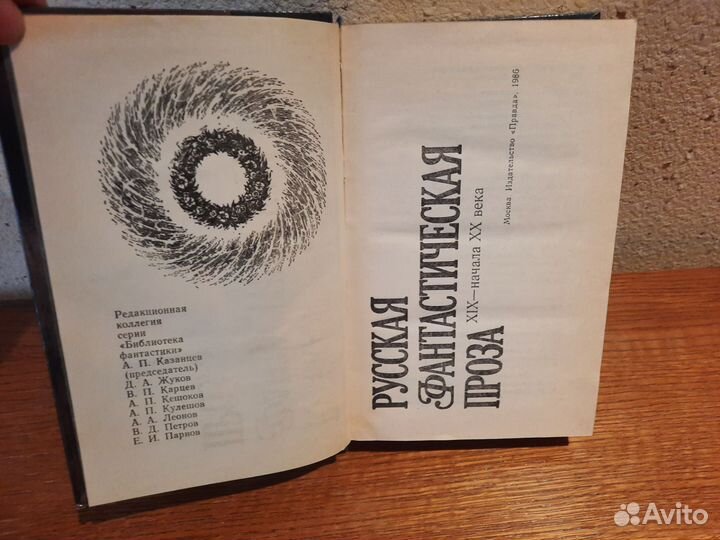 Редакционная
коллегия
серии
«Библиотека
фантастики»
А. П. Казанцев
(председатель)
Д. А. Жуков
В. П. Карцев
А. П. Кешоков
А. П. Кулешов
А. А. Леонов
В. Д. Петров
Е. И. Парнов
РУССКАЯ
ФАНТАСТИЧЕСКАЯ
ПРОЗА
XIX—начала XX века
Москва Издательство «Правда», 1986
Avito